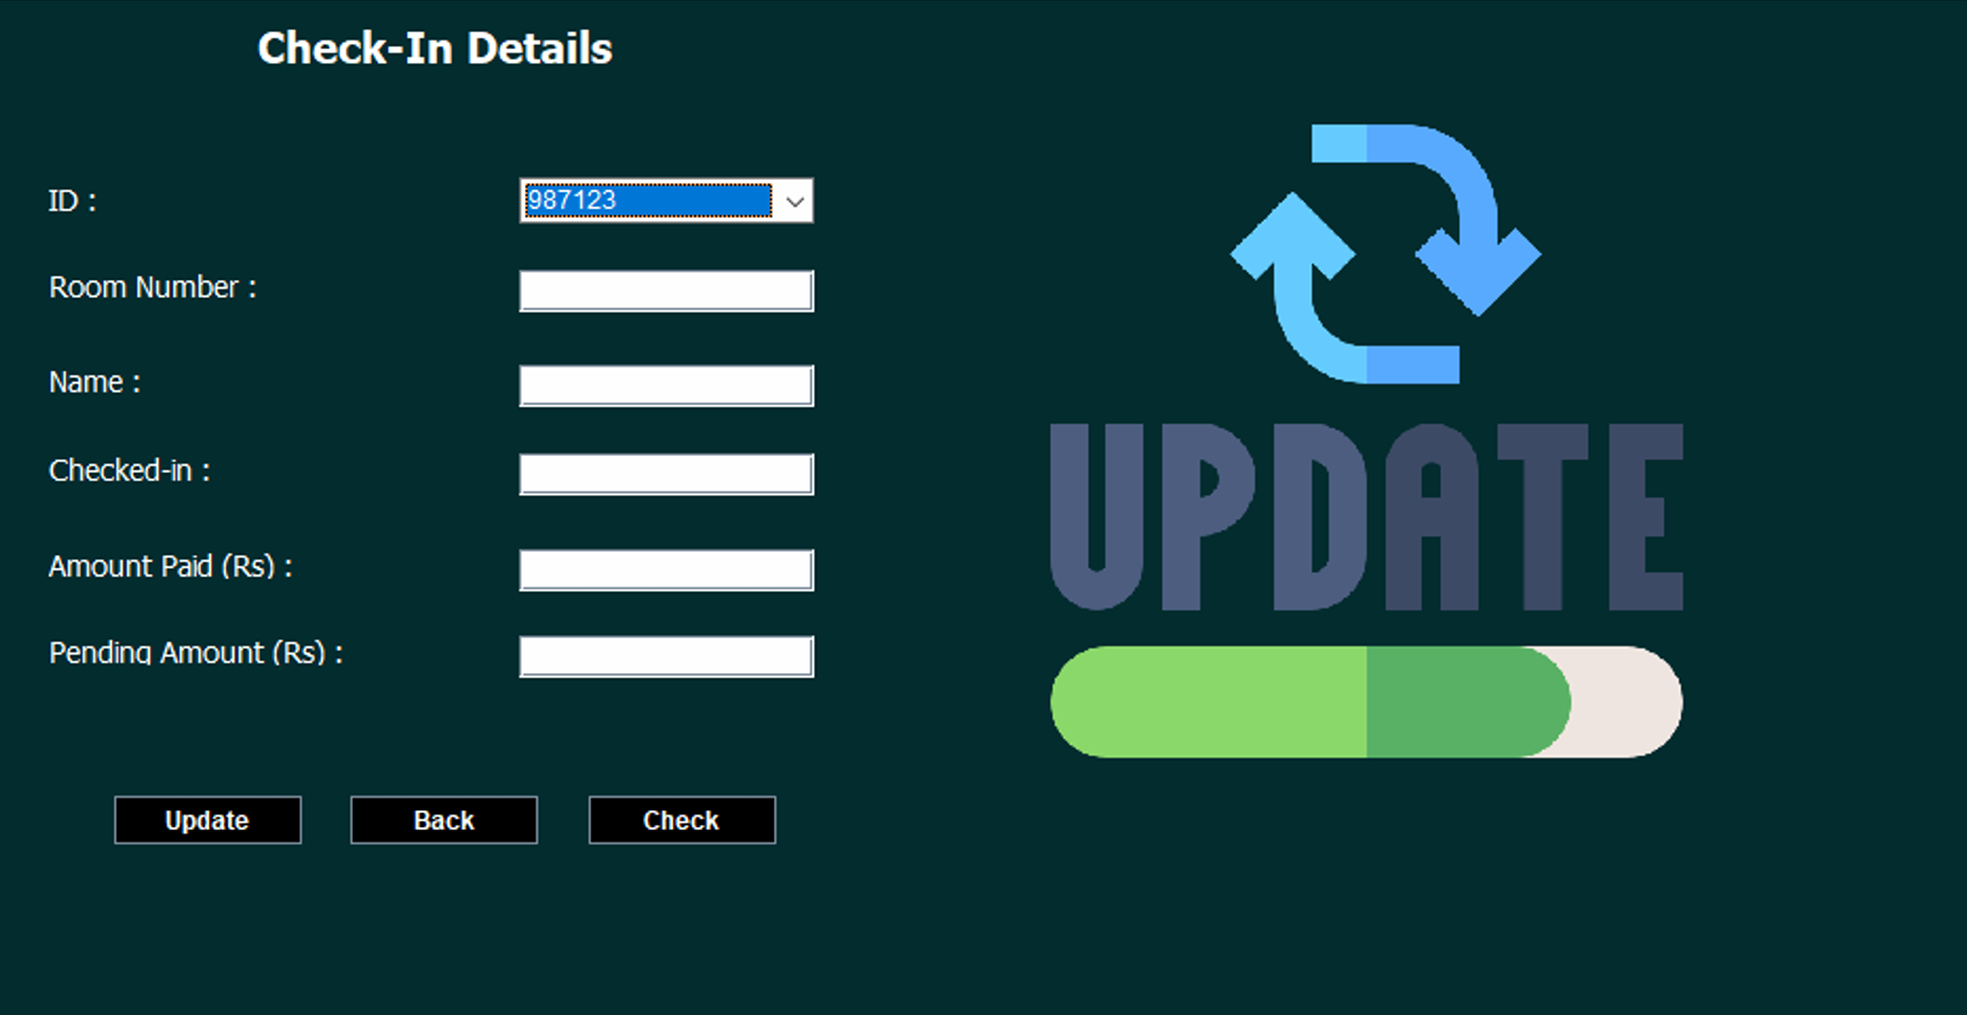 Check-In Details
ID :
987123
Room Number :
Name :
Checked-in :
Amount Paid (Rs) :
Pending Amount (Rs) :
Update
Back
Check
UPDATE